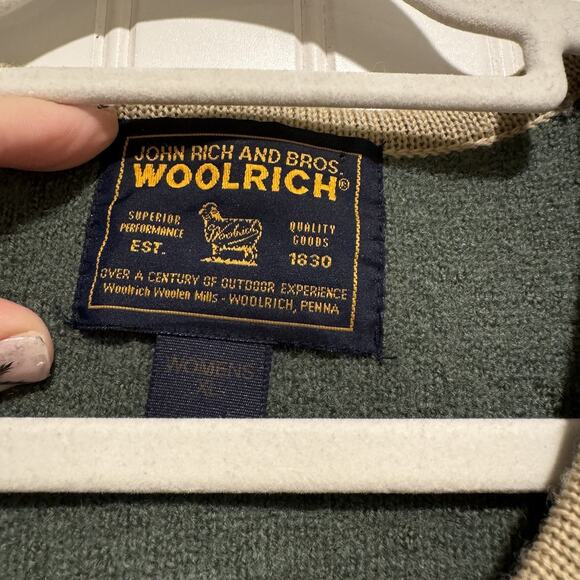 JOHN RICH AND BROS.
WOOLRICH®
SUPERIOR
PERFORMANCE
EST.
Woolrich
QUALITY
GOODS
1830
OVER A CENTURY OF OUTDOOR EXPERIENCE
Woolrich Woolen Mills - WOOLRICH, PENNA
WOMENS
XL